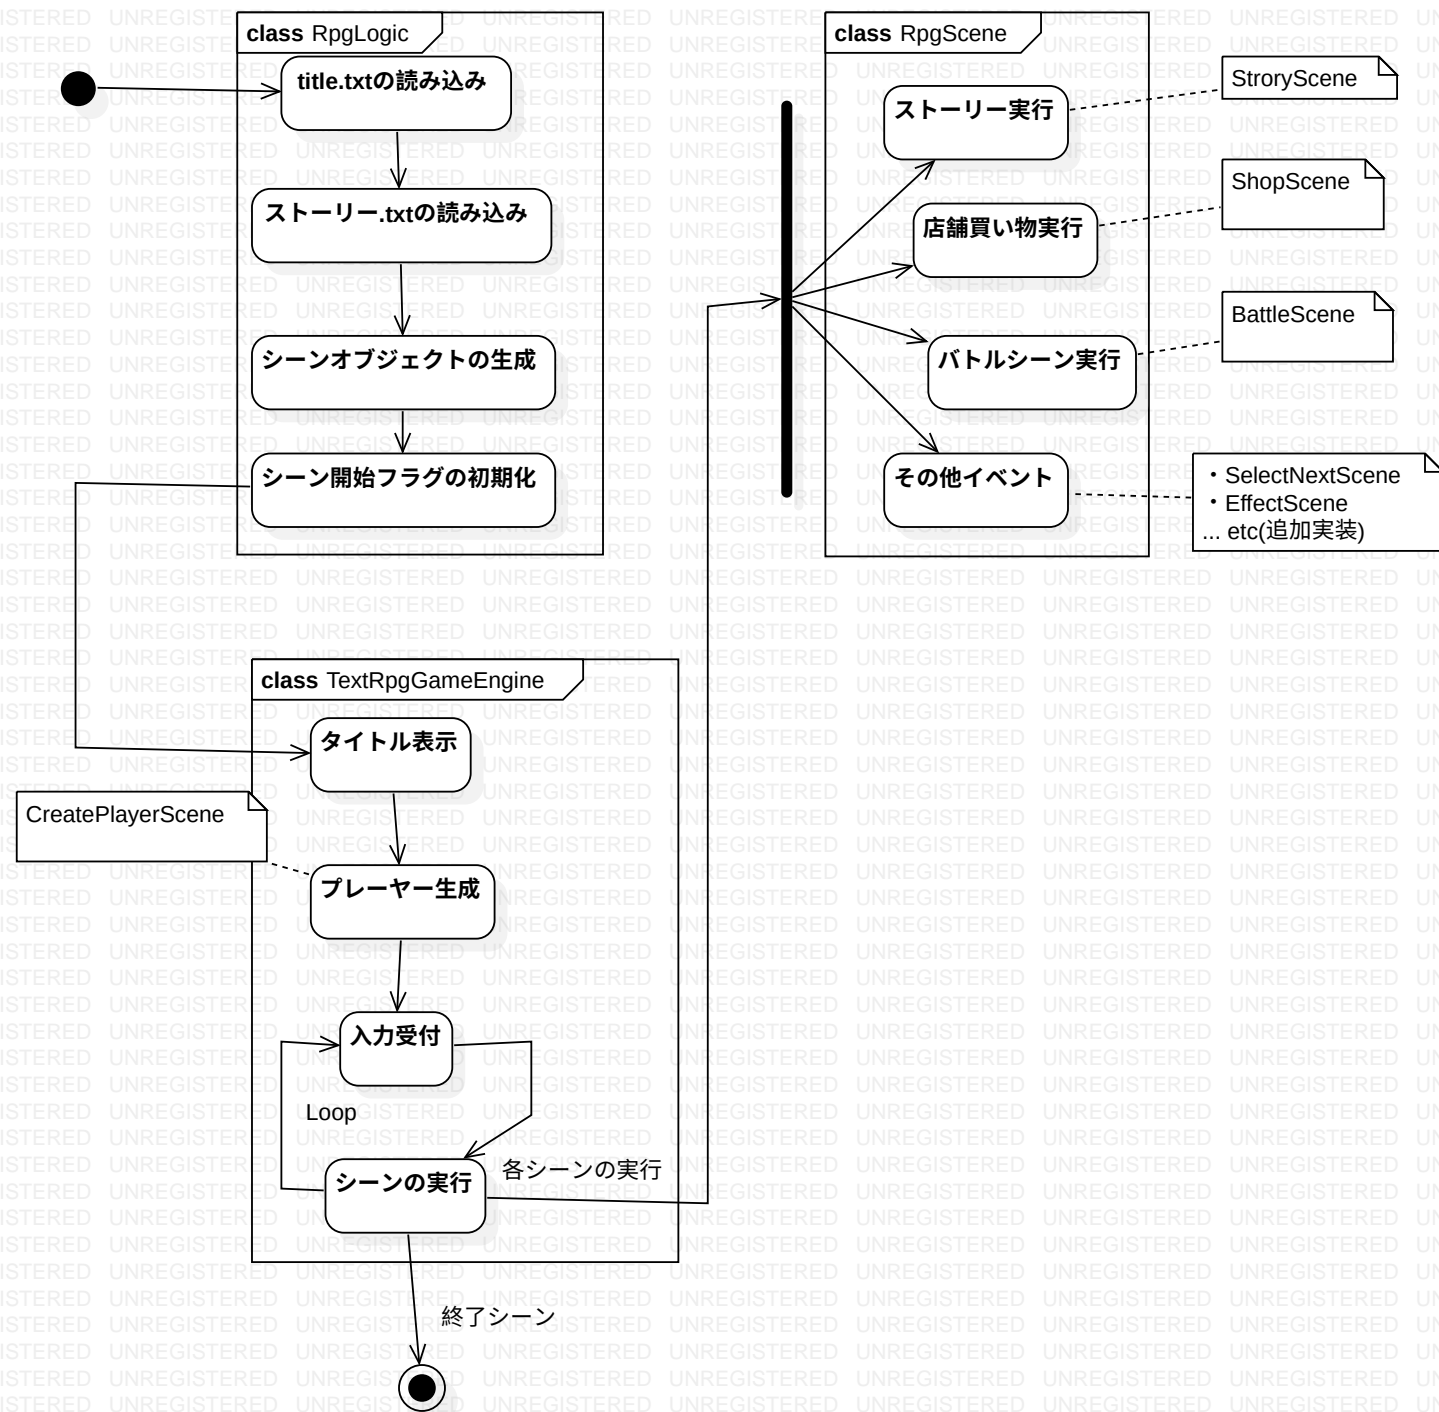 class RpgLogic
title.txtの読み込み
ストーリー.txtの読み込み
シーンオブジェクトの生成
シーン開始フラグの初期化
class RpgScene
ストーリー実行
StroryScene
店舗買い物実行
ShopScene
バトルシーン実行
BattleScene
その他イベント
・SelectNextScene
・EffectScene
... etc(追加実装)
class TextRpgGameEngine
タイトル表示
CreatePlayerScene
プレーヤー生成
入力受付
Loop
シーンの実行
各シーンの実行
終了シーン
UNREGISTERED